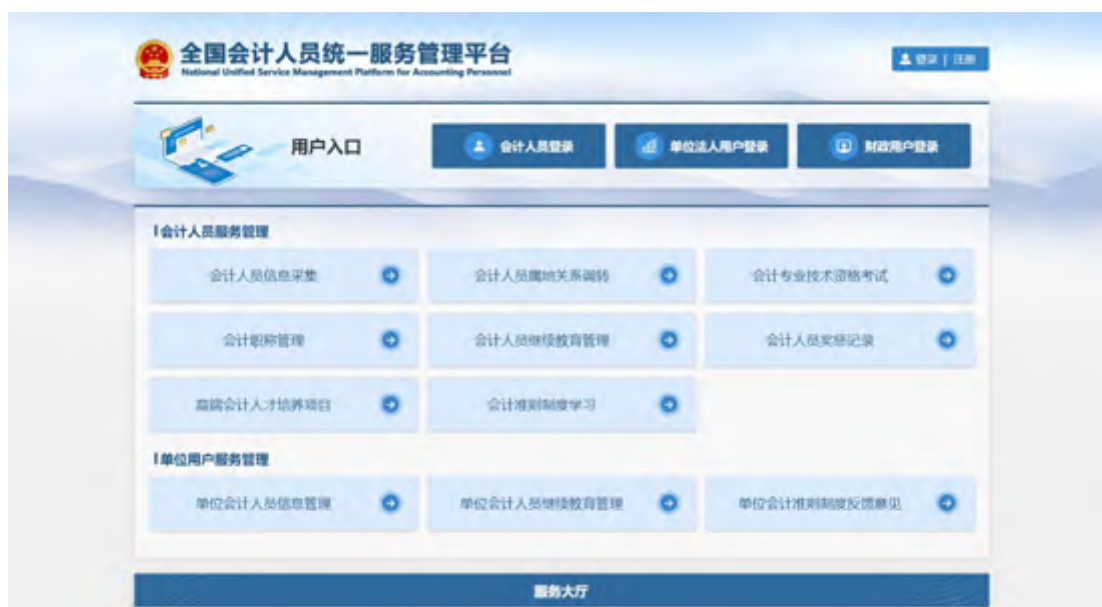 全国会计人员统一服务管理平台
National Unified Service Management Platform for Accounting Personnel
登录 | 注册
用户入口
会计人员登录
单位法人用户登录
财政用户登录
会计人员服务管理
会计人员信息采集
会计人员属地关系调转
会计专业技术资格考试
会计职称管理
会计人员继续教育管理
会计人员奖惩记录
高端会计人才培养项目
会计准则制度学习
单位用户服务管理
单位会计人员信息管理
单位会计人员继续教育管理
单位会计准则制度反馈意见
服务大厅